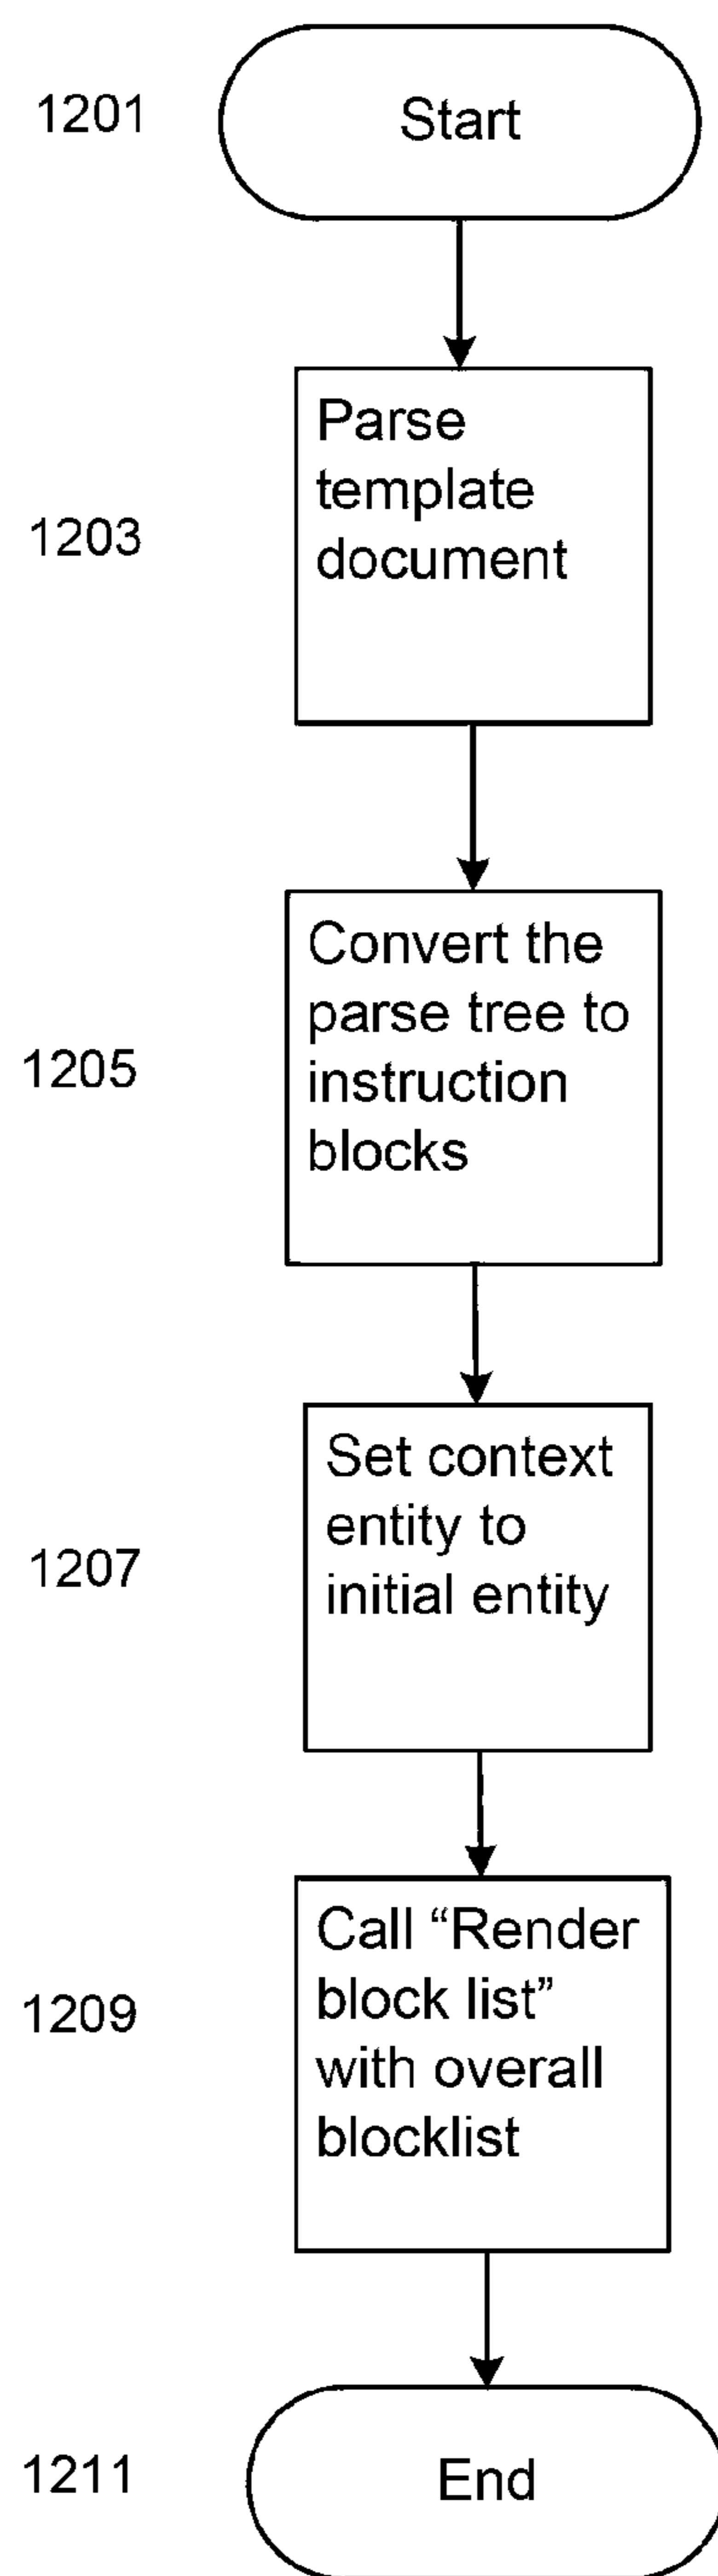 1201
Start
1203
Parse
template
document
1205
Convert the
parse tree to
instruction
blocks
1207
Set context
entity to
initial entity
1209
Call “Render
block list”
with overall
blocklist
1211
End